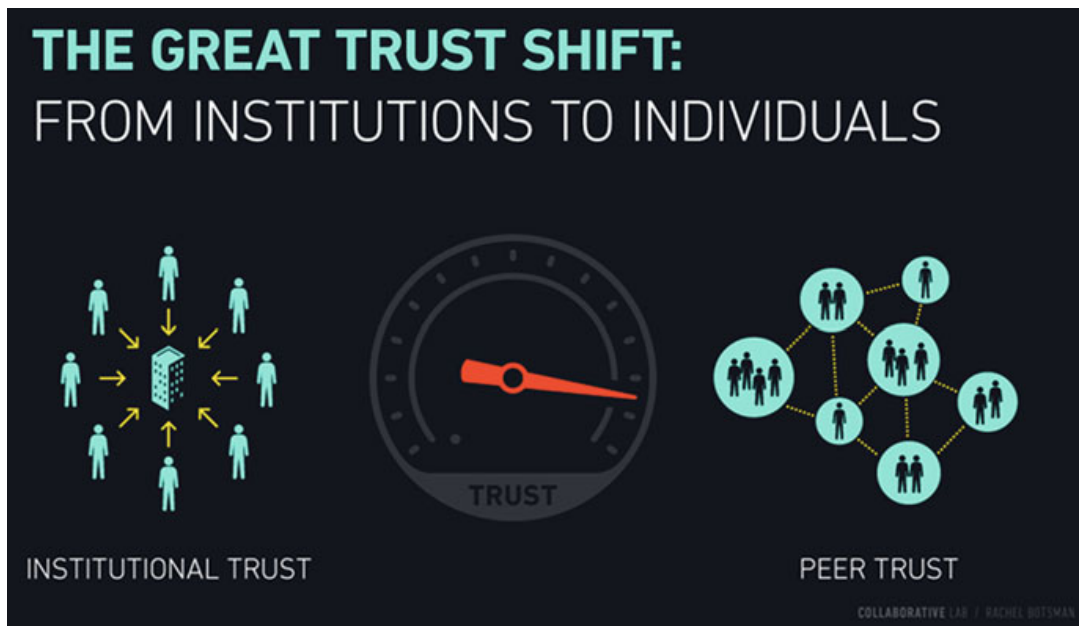 THE GREAT TRUST SHIFT:
FROM INSTITUTIONS TO INDIVIDUALS
TRUST
INSTITUTIONAL TRUST
PEER TRUST
COLLABORATIVE LAB / RACHEL BOTSMAN